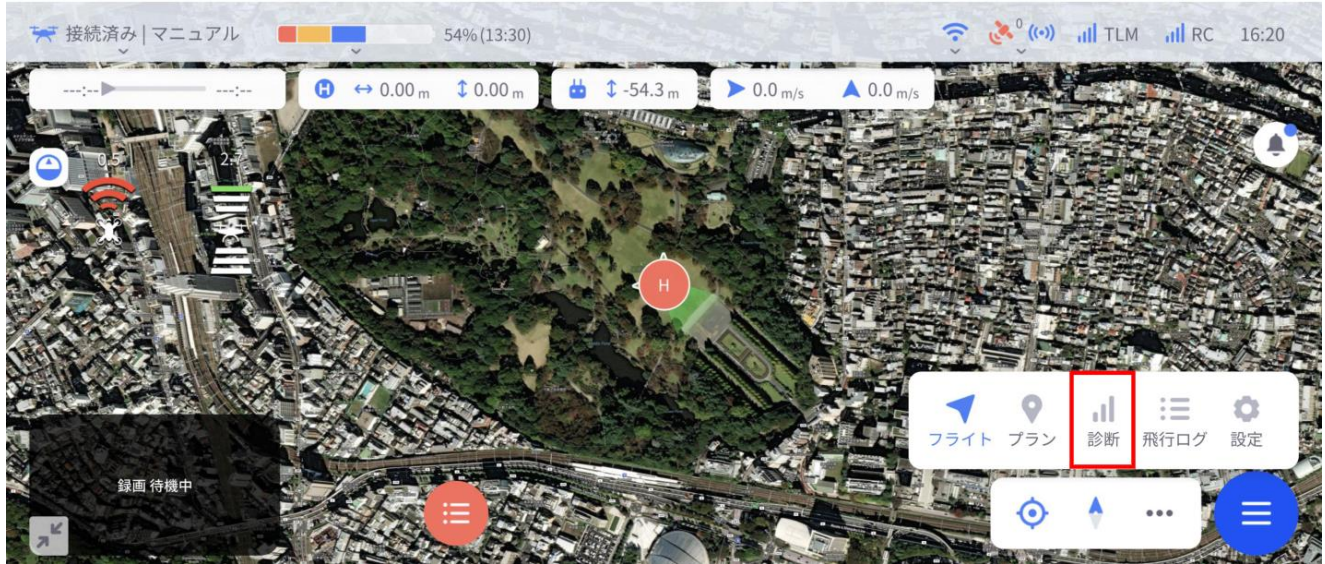 接続済み | マニュアル
54% (13:30)
0
TLM
RC
16:20
---:--
---:--
H
0.00 m
0.00 m
-54.3 m
0.0 m/s
0.0 m/s
0.5
2.7
H
フライト
プラン
診断
飛行ログ
設定
録画 待機中